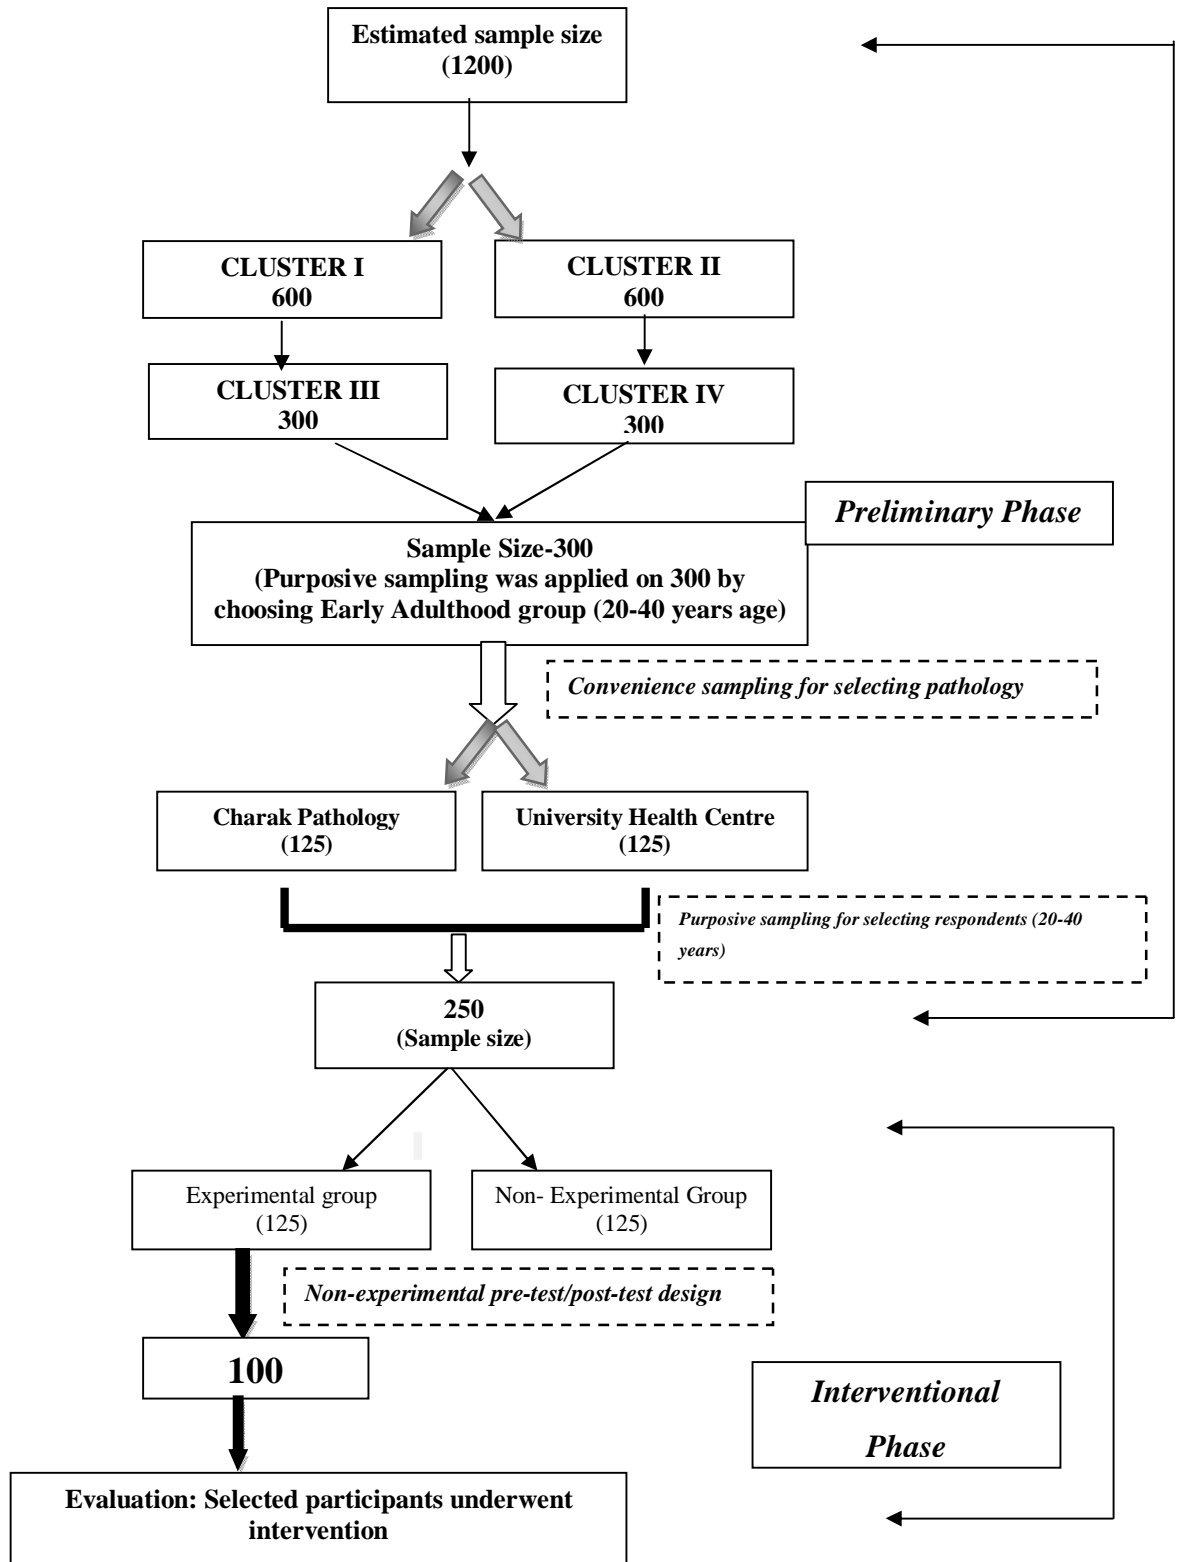 Estimated sample size
(1200)
CLUSTER I
600
CLUSTER II
600
CLUSTER III
300
CLUSTER IV
300
Preliminary Phase
Sample Size-300
(Purposive sampling was applied on 300 by
choosing Early Adulthood group (20-40 years age)
Convenience sampling for selecting pathology
Charak Pathology
(125)
University Health Centre
(125)
Purposive sampling for selecting respondents (20-40
years)
250
(Sample size)
Experimental group
(125)
Non- Experimental Group
(125)
Non-experimental pre-test/post-test design
100
Interventional
Phase
Evaluation: Selected participants underwent
intervention